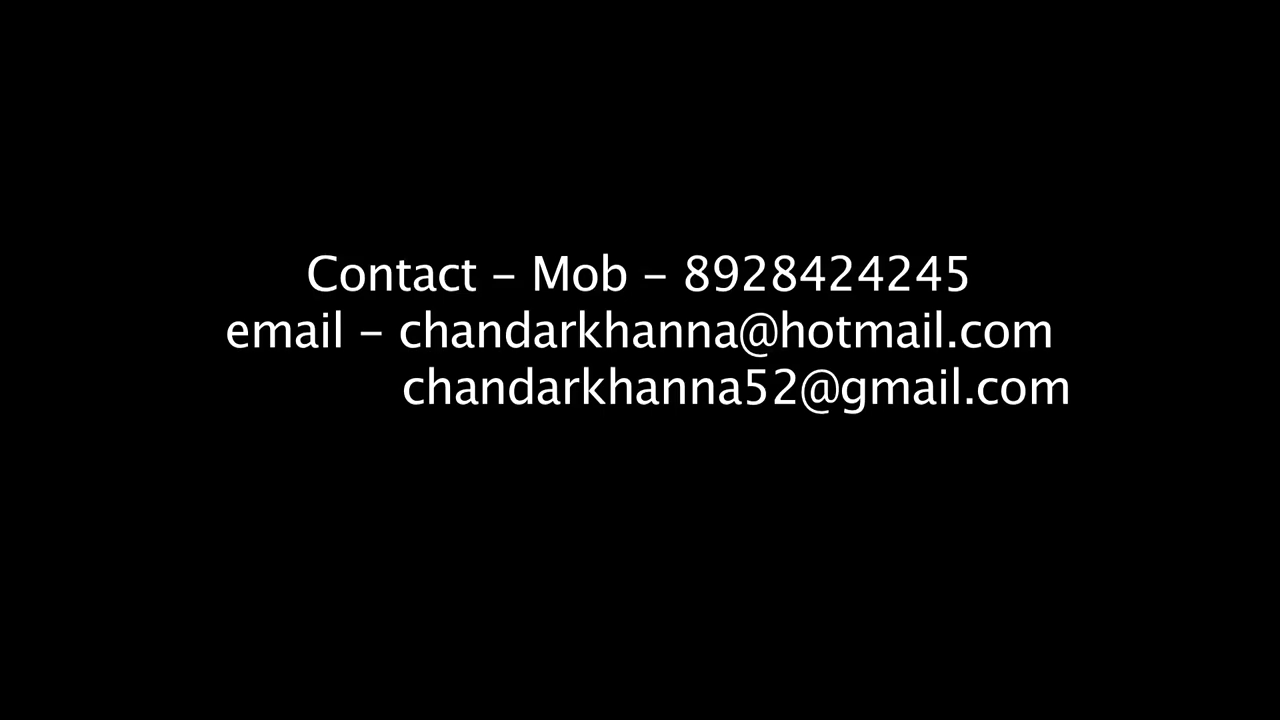 Contact – Mob – 8928424245
email – chandarkhanna@hotmail.com
chandarkhanna52@gmail.com